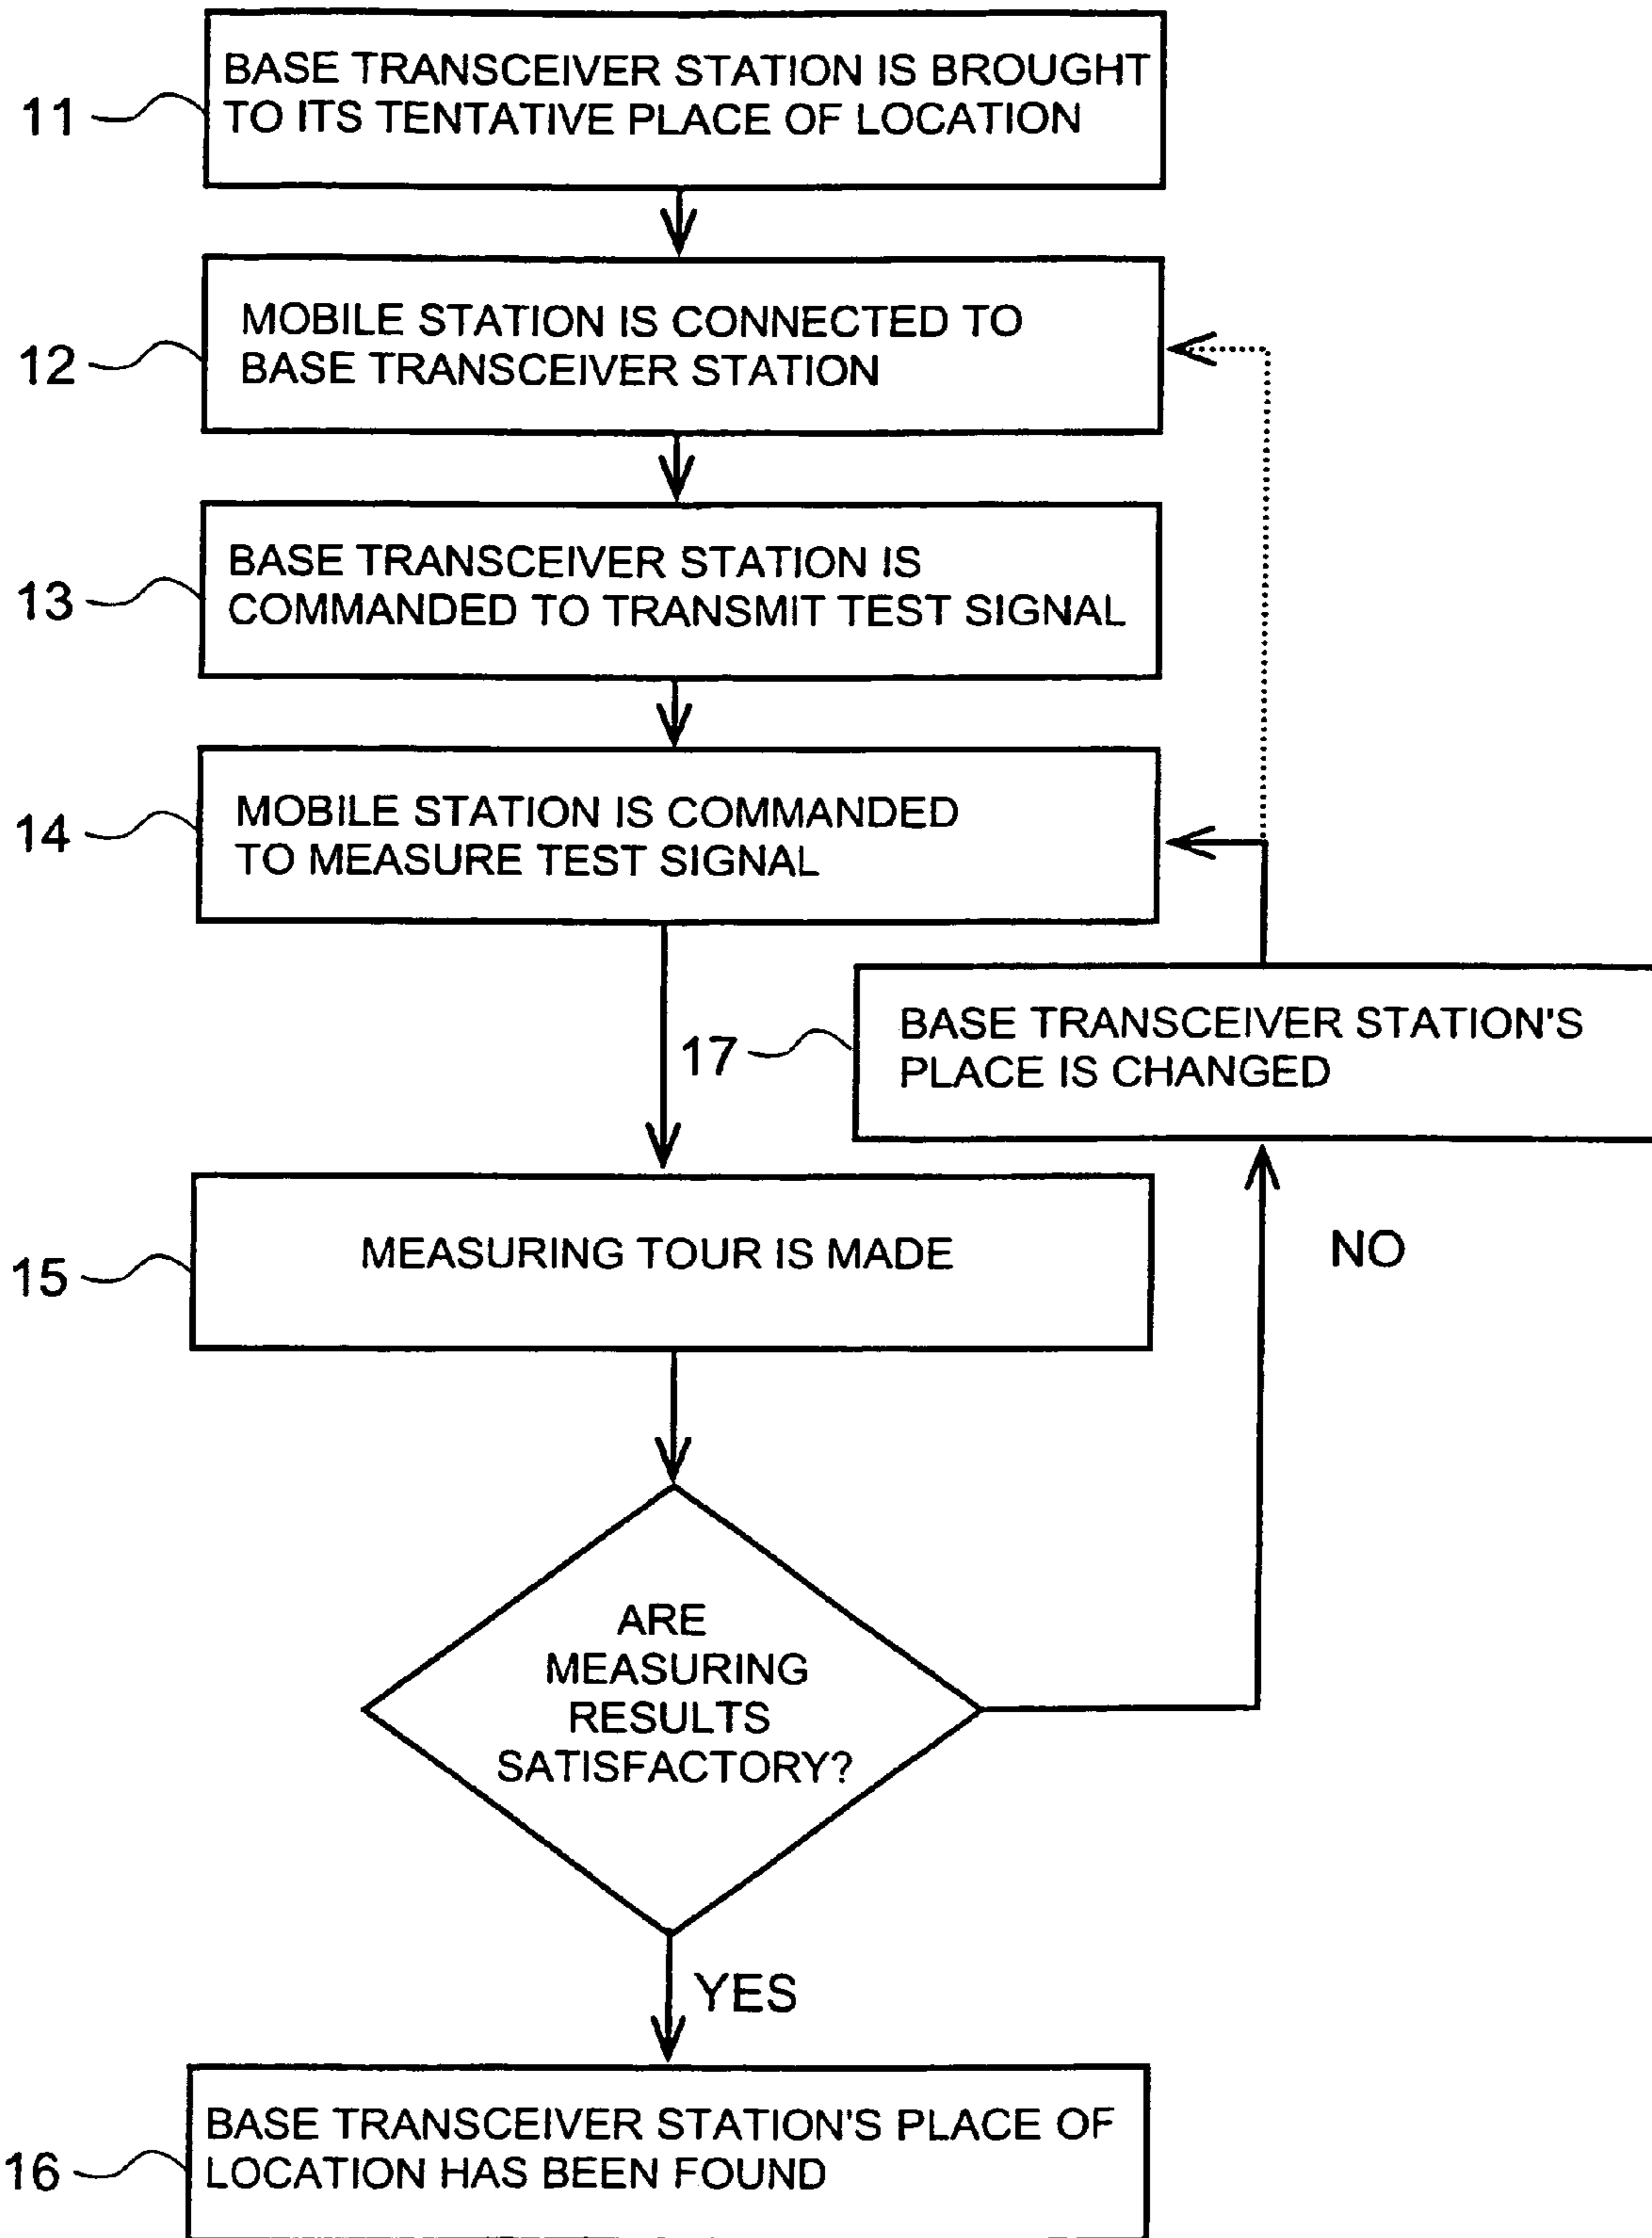 11
BASE TRANSCEIVER STATION IS BROUGHT
TO ITS TENTATIVE PLACE OF LOCATION
12
MOBILE STATION IS CONNECTED TO
BASE TRANSCEIVER STATION
13
BASE TRANSCEIVER STATION IS
COMMANDED TO TRANSMIT TEST SIGNAL
14
MOBILE STATION IS COMMANDED
TO MEASURE TEST SIGNAL
17
BASE TRANSCEIVER STATION'S
PLACE IS CHANGED
15
MEASURING TOUR IS MADE
NO
ARE
MEASURING
RESULTS
SATISFACTORY?
YES
16
BASE TRANSCEIVER STATION'S PLACE OF
LOCATION HAS BEEN FOUND